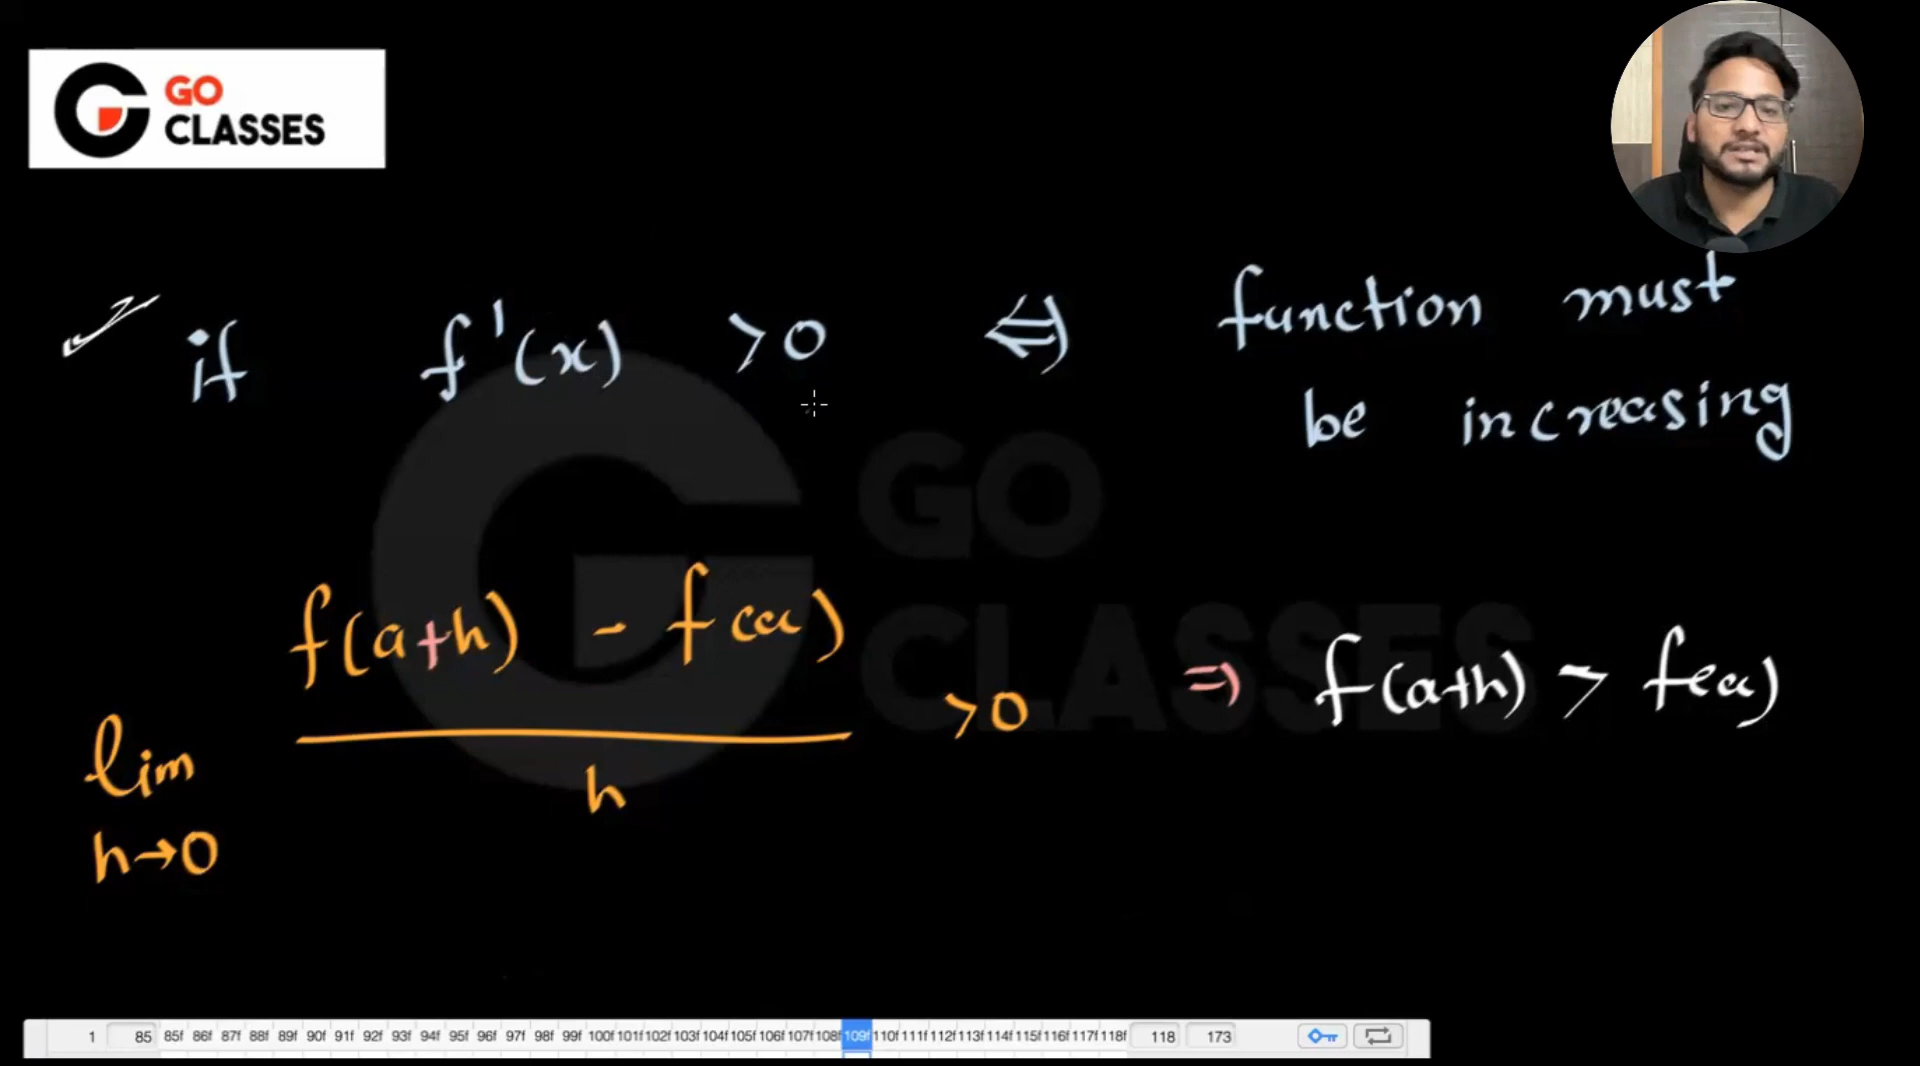 GO
CLASSES
if f'(x) >0 ⇔ function must
be increasing
GO
CLASSES
f(a+h) - f(a)
lim ────────── >0 ⇒ f(a+h) > f(a)
h→0 h
1 85 85f 86f 87f 88f 89f 90f 91f 92f 93f 94f 95f 96f 97f 98f 99f 100f 101f 102f 103f 104f 105f 106f 107f 108f 109f 110f 111f 112f 113f 114f 115f 116f 117f 118f 118 173